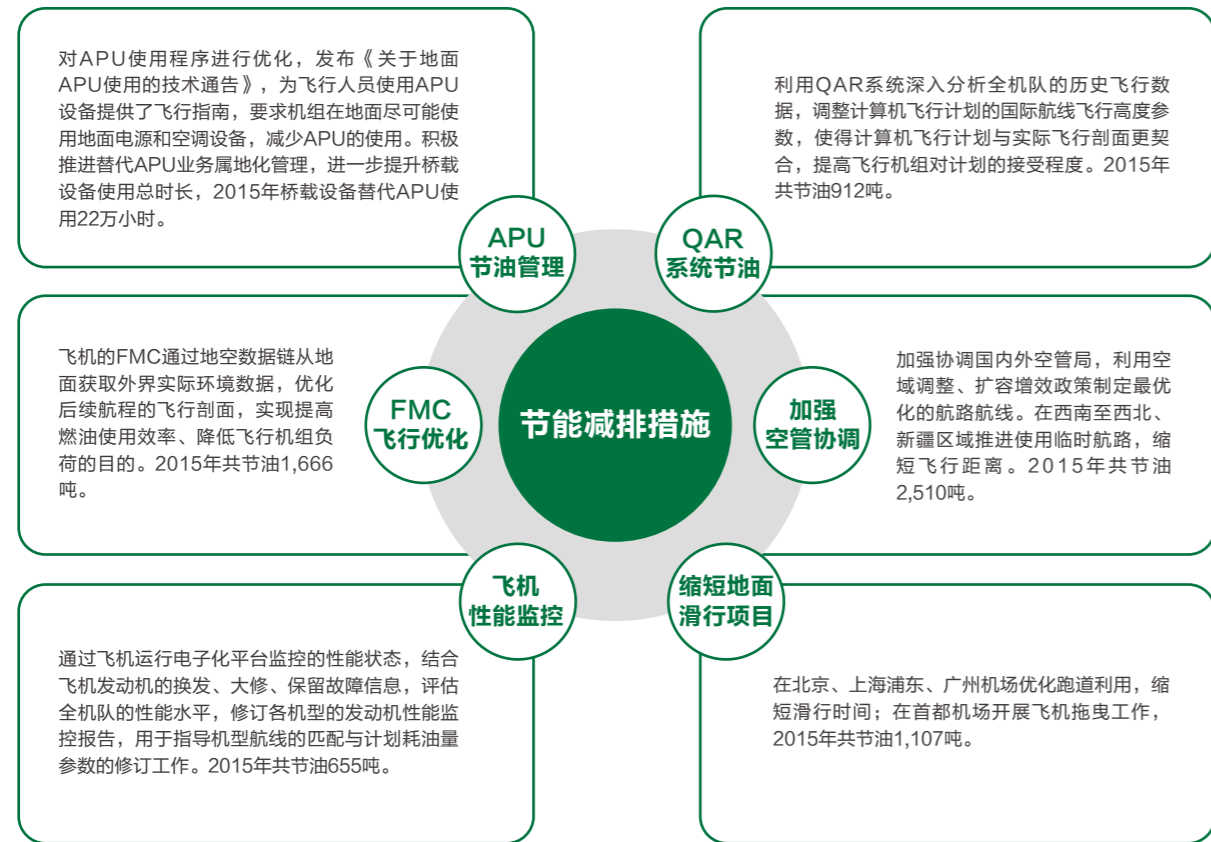 对APU使用程序进行优化，发布《关于地面
APU使用的技术通告》，为飞行人员使用APU
设备提供了飞行指南，要求机组在地面尽可能使
用地面电源和空调设备，减少APU的使用。积极
推进替代APU业务属地化管理，进一步提升桥载
设备使用总时长，2015年桥载设备替代APU使
用22万小时。
APU
节油管理
利用QAR系统深入分析全机队的历史飞行数
据，调整计算机飞行计划的国际航线飞行高度参
数，使得计算机飞行计划与实际飞行剖面更契
合，提高飞行机组对计划的接受程度。2015年
共节油912吨。
QAR
系统节油
飞机的FMC通过地空数据链从地
面获取外界实际环境数据，优化
后续航程的飞行剖面，实现提高
燃油使用效率、降低飞行机组负
荷的目的。2015年共节油1,666
吨。
FMC
飞行优化
节能减排措施
加强
空管协调
加强协调国内外空管局，利用空
域调整、扩容增效政策制定最优
化的航路航线。在西南至西北、
新疆区域推进使用临时航路，缩
短飞行距离。2015年共节油
2,510吨。
飞机
性能监控
通过飞机运行电子化平台监控的性能状态，结合
飞机发动机的换发、大修、保留故障信息，评估
全机队的性能水平，修订各机型的发动机性能监
控报告，用于指导机型航线的匹配与计划耗油量
参数的修订工作。2015年共节油655吨。
缩短地面
滑行项目
在北京、上海浦东、广州机场优化跑道利用，缩
短滑行时间；在首都机场开展飞机拖曳工作，
2015年共节油1,107吨。